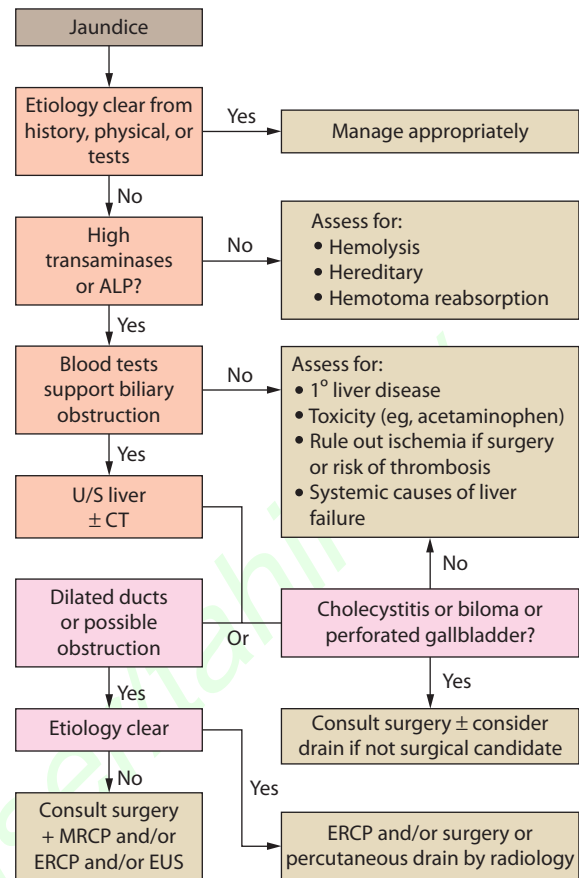 Jaundice
Etiology clear from
history, physical, or
tests
Yes
Manage appropriately
No
High
transaminases
or ALP?
No
Assess for:
• Hemolysis
• Hereditary
• Hemotoma reabsorption
Yes
Blood tests
support biliary
obstruction
No
Assess for:
• 1° liver disease
• Toxicity (eg, acetaminophen)
• Rule out ischemia if surgery
or risk of thrombosis
• Systemic causes of liver
failure
Yes
U/S liver
± CT
No
Dilated ducts
or possible
obstruction
Or
Cholecystitis or biloma or
perforated gallbladder?
Yes
Yes
Etiology clear
Consult surgery ± consider
drain if not surgical candidate
No
Yes
Consult surgery
+ MRCP and/or
ERCP and/or EUS
ERCP and/or surgery or
percutaneous drain by radiology